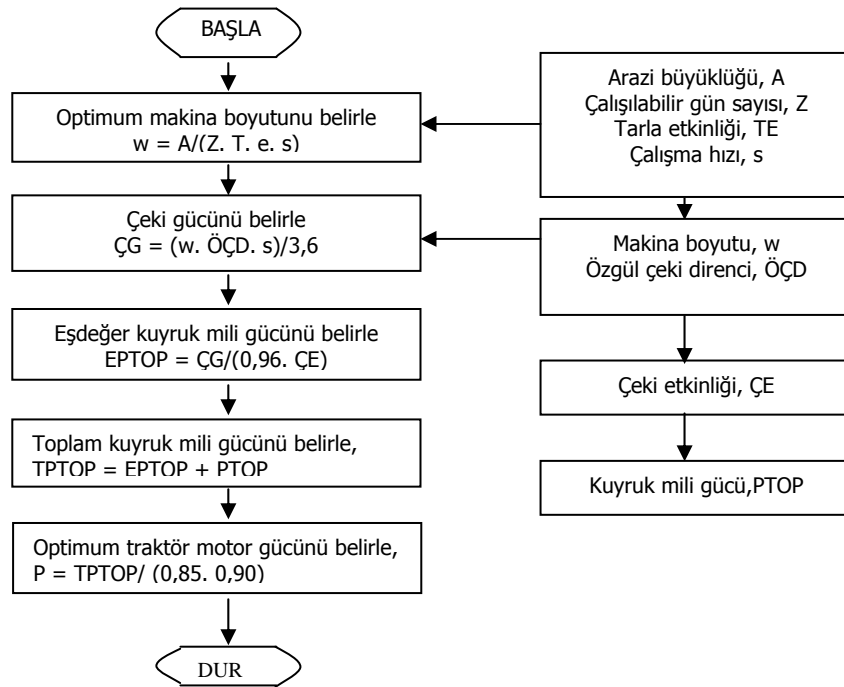 BAŞLA
Optimum makina boyutunu belirle
w = A/(Z. T. e. s)
Çeki gücünü belirle
ÇG = (w. ÖÇD. s)/3,6
Eşdeğer kuyruk mili gücünü belirle
EPTOP = ÇG/(0,96. ÇE)
Toplam kuyruk mili gücünü belirle,
TPTOP = EPTOP + PTOP
Optimum traktör motor gücünü belirle,
P = TPTOP/ (0,85. 0,90)
DUR
Arazi büyüklüğü, A
Çalışılabilir gün sayısı, Z
Tarla etkinliği, TE
Çalışma hızı, s
Makina boyutu, w
Özgül çeki direnci, ÖÇD
Çeki etkinliği, ÇE
Kuyruk mili gücü,PTOP